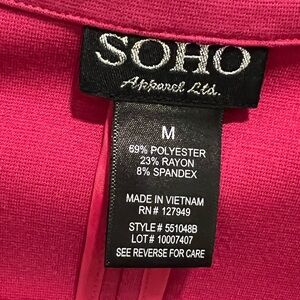 SOHO
Apparel Ltd.
M
69% POLYESTER
23% RAYON
8% SPANDEX
MADE IN VIETNAM
RN# 127949
STYLE# 551048B
LOT# 10007407
SEE REVERSE FOR CARE